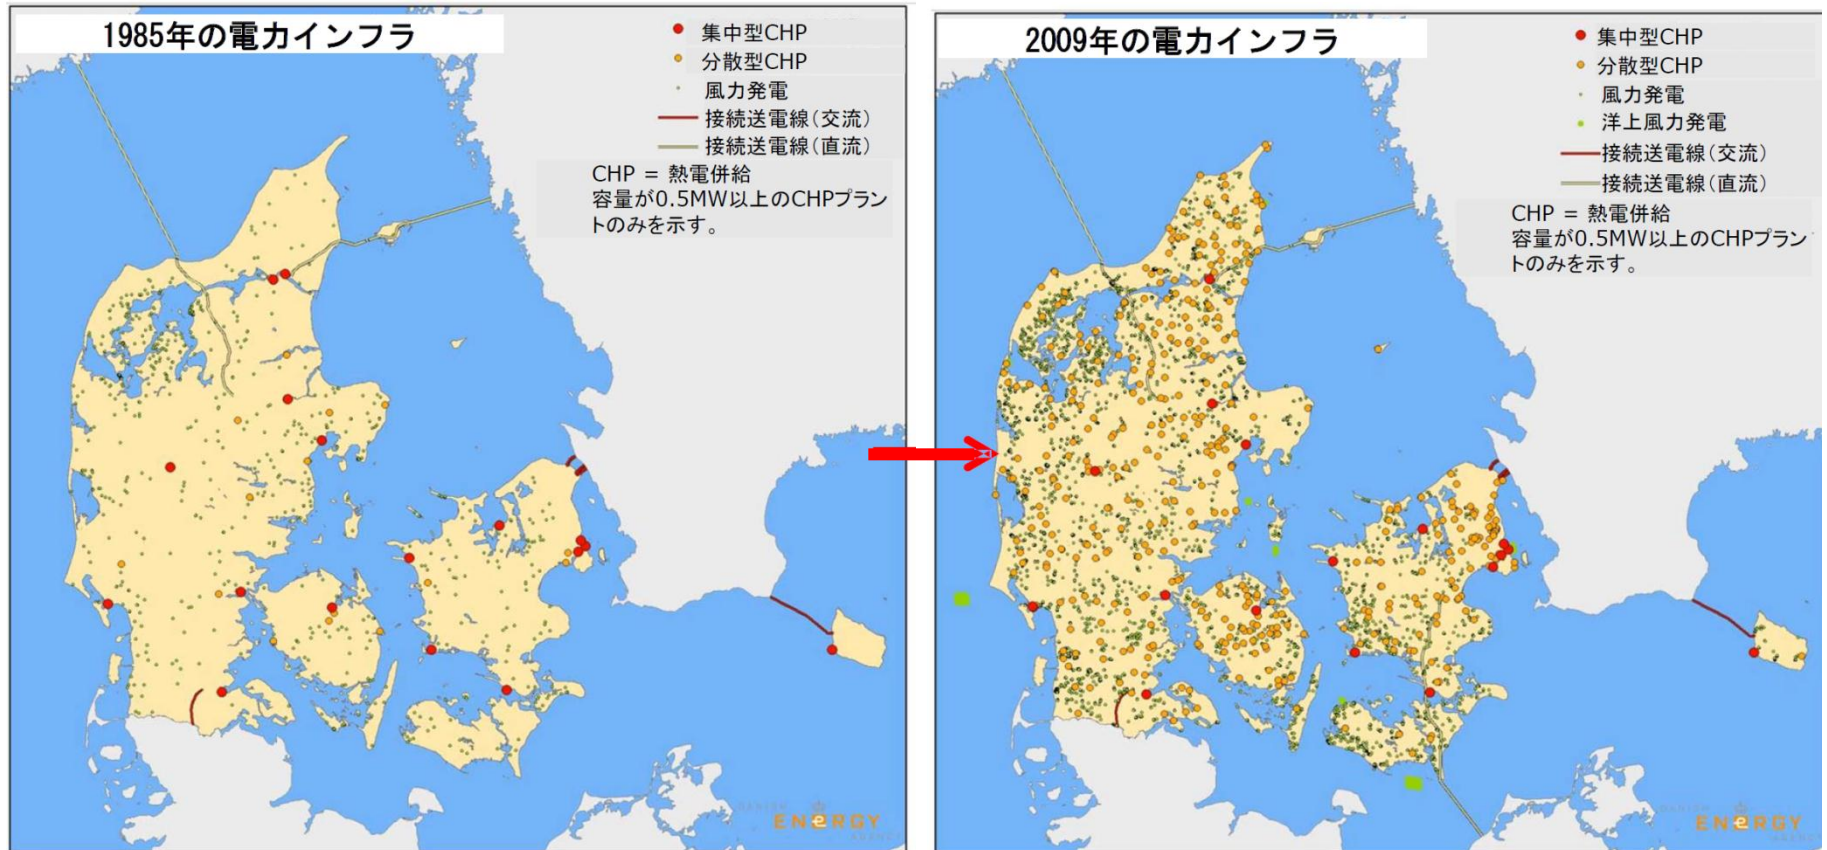 1985年の電力インフラ
集中型CHP
分散型CHP
風力発電
接続送電線(交流)
接続送電線(直流)
CHP = 熱電併給
容量が0.5MW以上のCHPプラン
トのみを示す。
DANISH
ENERGY
AGENCY
2009年の電力インフラ
集中型CHP
分散型CHP
風力発電
洋上風力発電
接続送電線(交流)
接続送電線(直流)
CHP = 熱電併給
容量が0.5MW以上のCHPプラン
トのみを示す。
DANISH
ENERGY
AGENCY